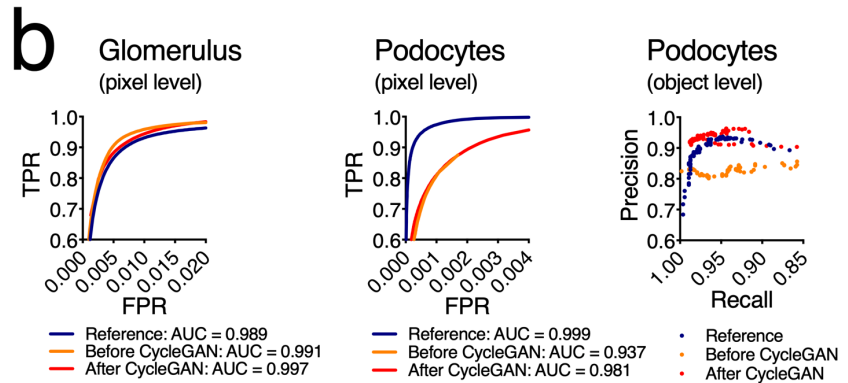 b
Glomerulus
(pixel level)
1.0
0.9
0.8
0.7
0.6
TPR
0.000
0.005
0.010
0.015
0.020
FPR
Reference: AUC = 0.989
Before CycleGAN: AUC = 0.991
After CycleGAN: AUC = 0.997
Podocytes
(pixel level)
1.0
0.9
0.8
0.7
0.6
TPR
0.000
0.001
0.002
0.003
0.004
FPR
Reference: AUC = 0.999
Before CycleGAN: AUC = 0.937
After CycleGAN: AUC = 0.981
Podocytes
(object level)
1.0
0.9
0.8
0.7
0.6
Precision
1.00
0.95
0.90
0.85
Recall
Reference
Before CycleGAN
After CycleGAN